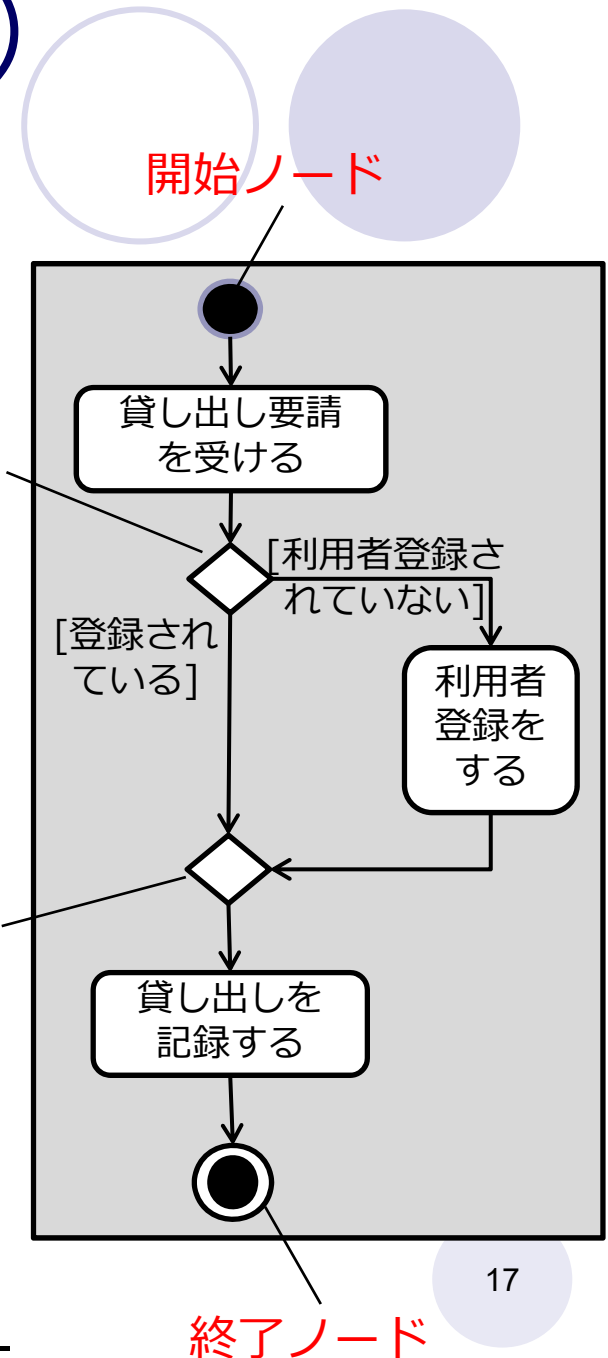 開始ノード
貸し出し要請
を受ける
[利用者登録さ
れていない]
[登録され
ている]
利用者
登録を
する
貸し出しを
記録する
17
終了ノード